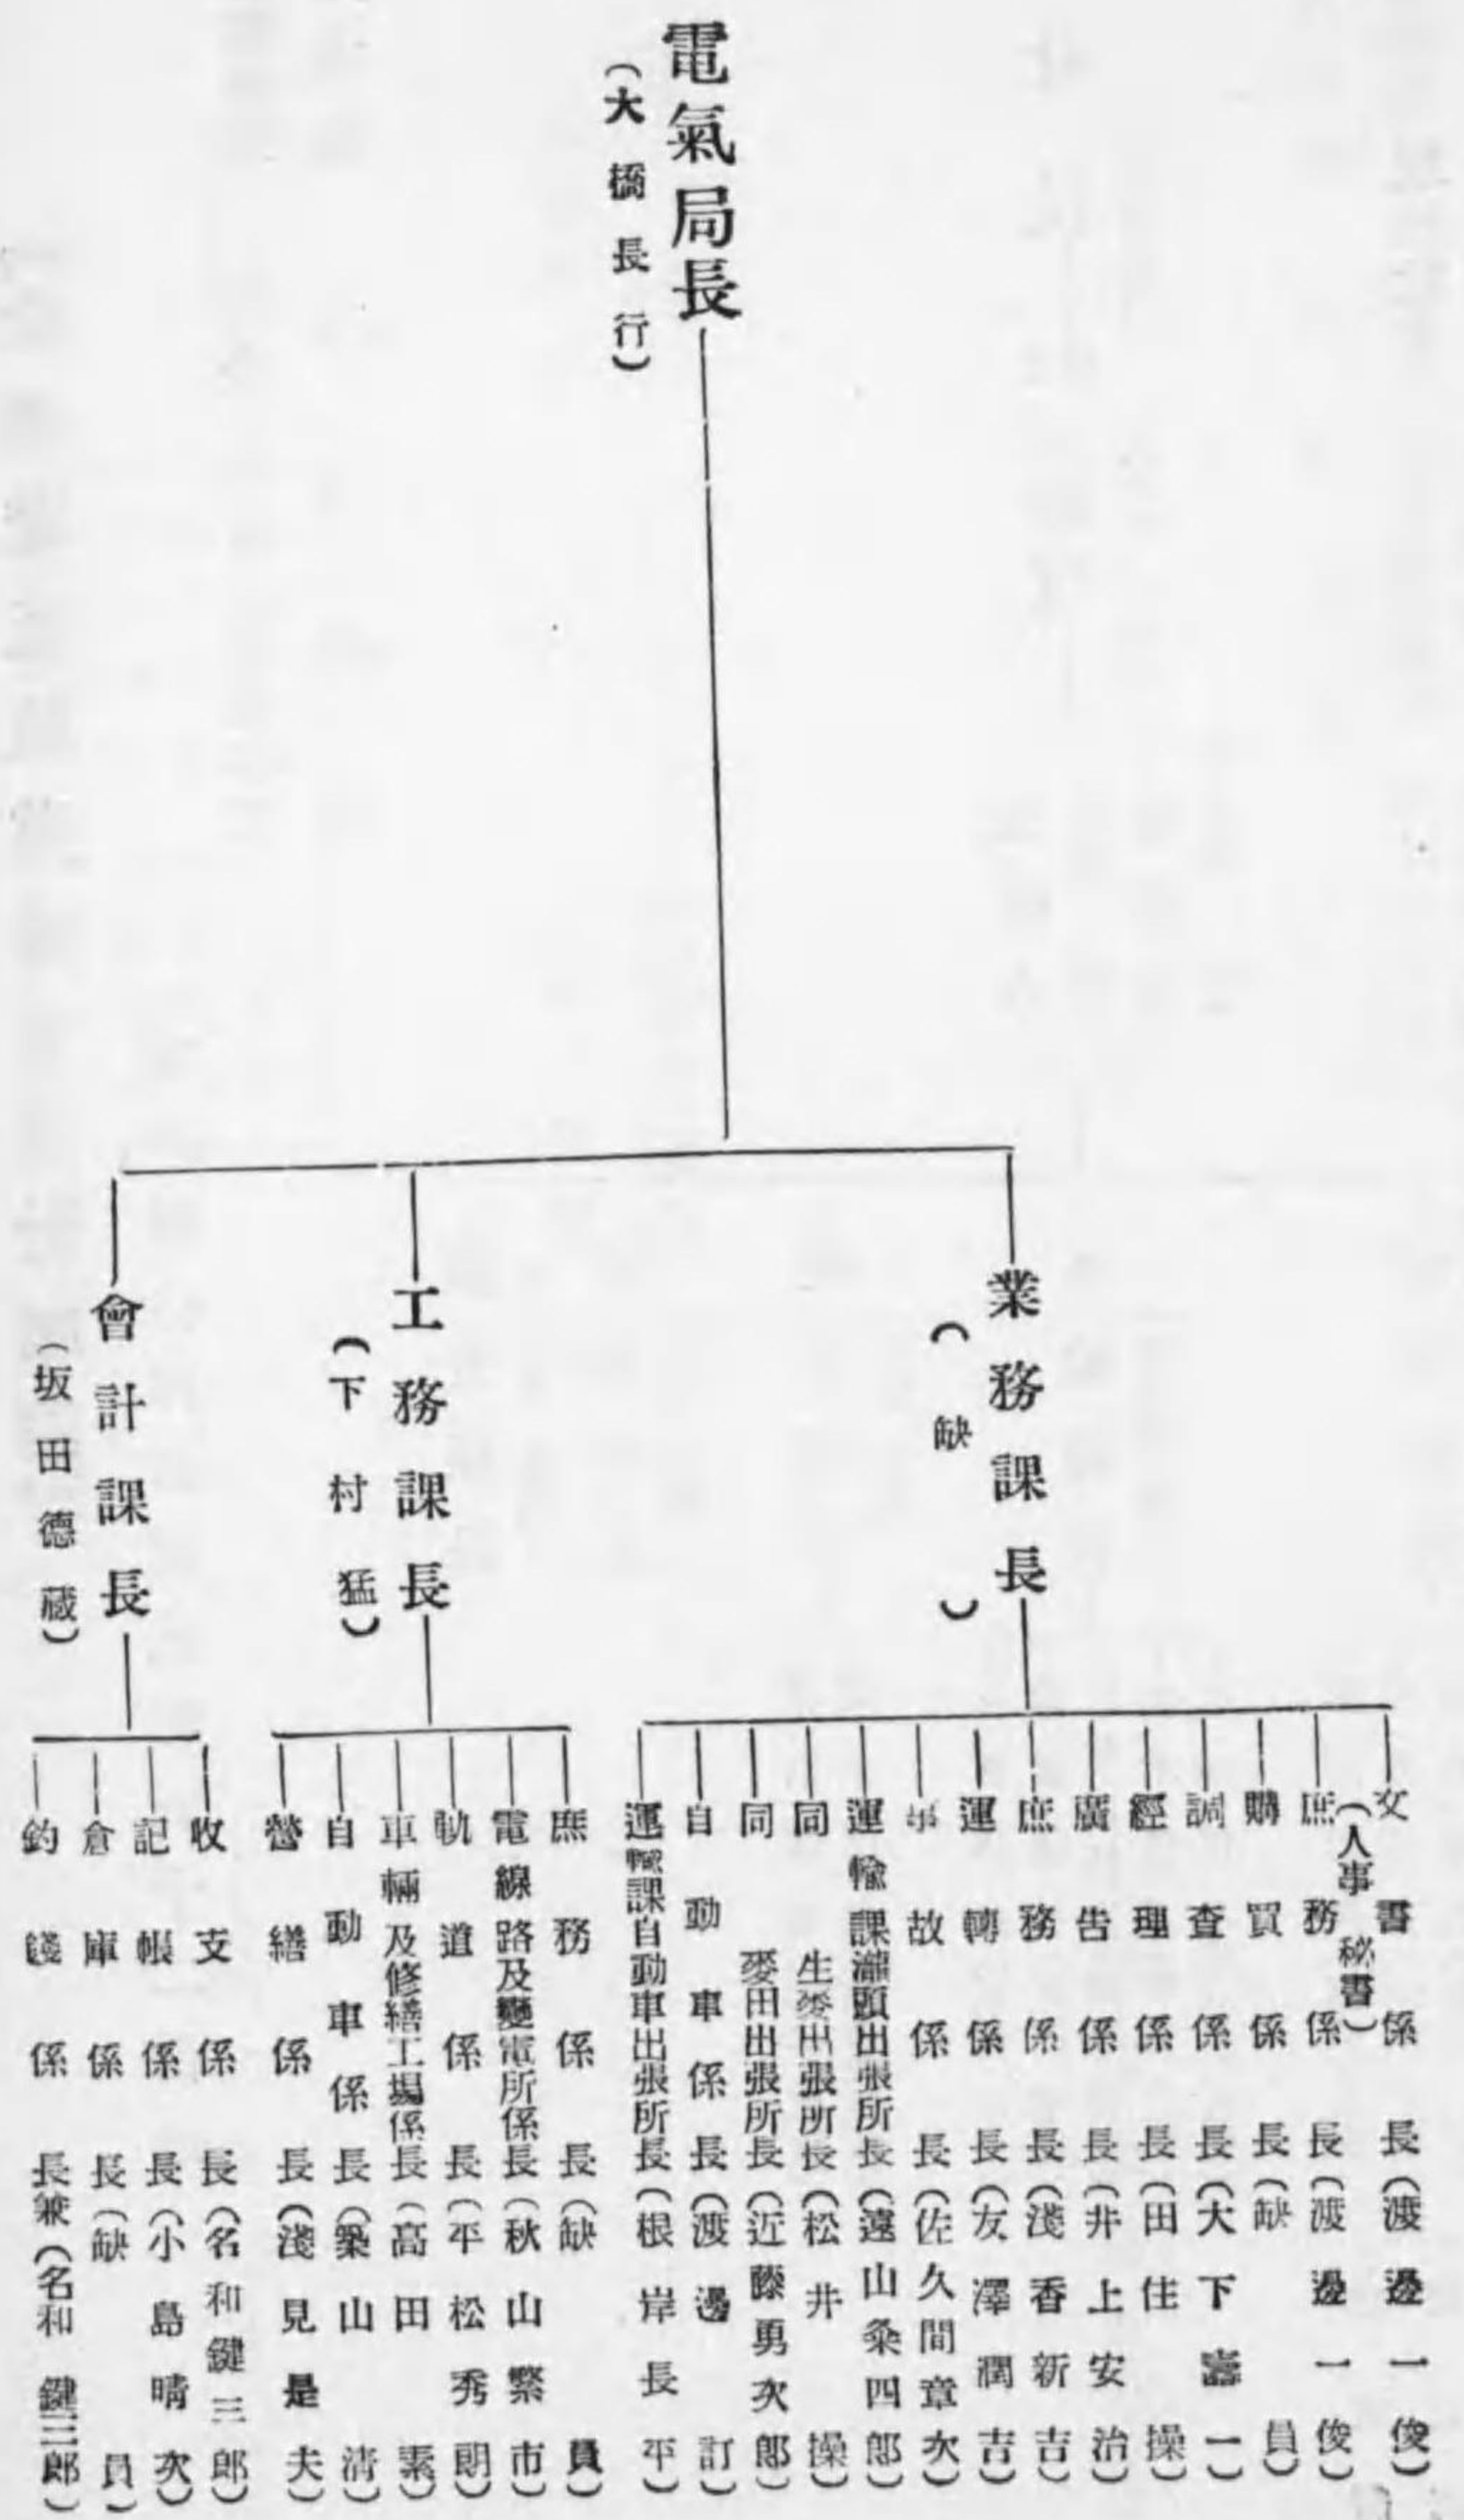 電氣局長
(大橋長行)
業務課長
(缺)
文書係長(渡邊一俊)
(人事秘書)
庶務係長(渡邊一俊)
購買係長(缺員)
調査係長(大下壽一)
經理係長(田住操)
廣告係長(井上安治)
庶務係長(淺香新吉)
運轉係長(友澤潤吉)
事故係長(佐久間章次)
運輸課瀧頭出張所長(遠山粂四郎)
同生麥出張所長(松井操)
同麥田出張所長(近藤勇次郎)
自動車係長(渡邊訂)
運輸課自動車出張所長(根岸長平)
工務課長
(下村猛)
庶務係長(缺員)
電線路及變電所係長(秋山繁市)
軌道係長(平松秀朗)
車輛及修繕工場係長(高田素)
自動車係長(築山清)
營繕係長(淺見是夫)
會計課長
(坂田德藏)
收支係長(名和鍵三郎)
記帳係長(小島晴次)
倉庫係長(缺員)
釣錢係長兼(名和鍵三郎)